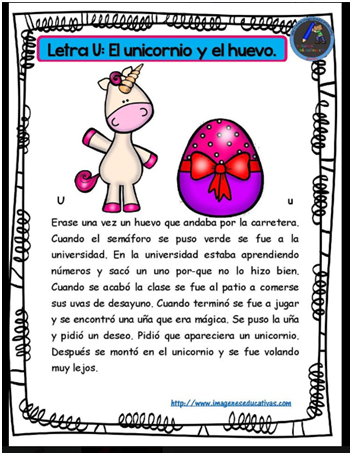 Letra U: El unicornio y el huevo.
U
u
Erase una vez un huevo que andaba por la carretera.
Cuando el semáforo se puso verde se fue a la
universidad. En la universidad estaba aprendiendo
números y sacó un uno por-que no lo hizo bien.
Cuando se acabó la clase se fue al patio a comerse
sus uvas de desayuno. Cuando terminó se fue a jugar
y se encontró una uña que era mágica. Se puso la uña
y pidió un deseo. Pidió que apareciera un unicornio.
Después se montó en el unicornio y se fue volando
muy lejos.
http://www.imageneseducativas.com